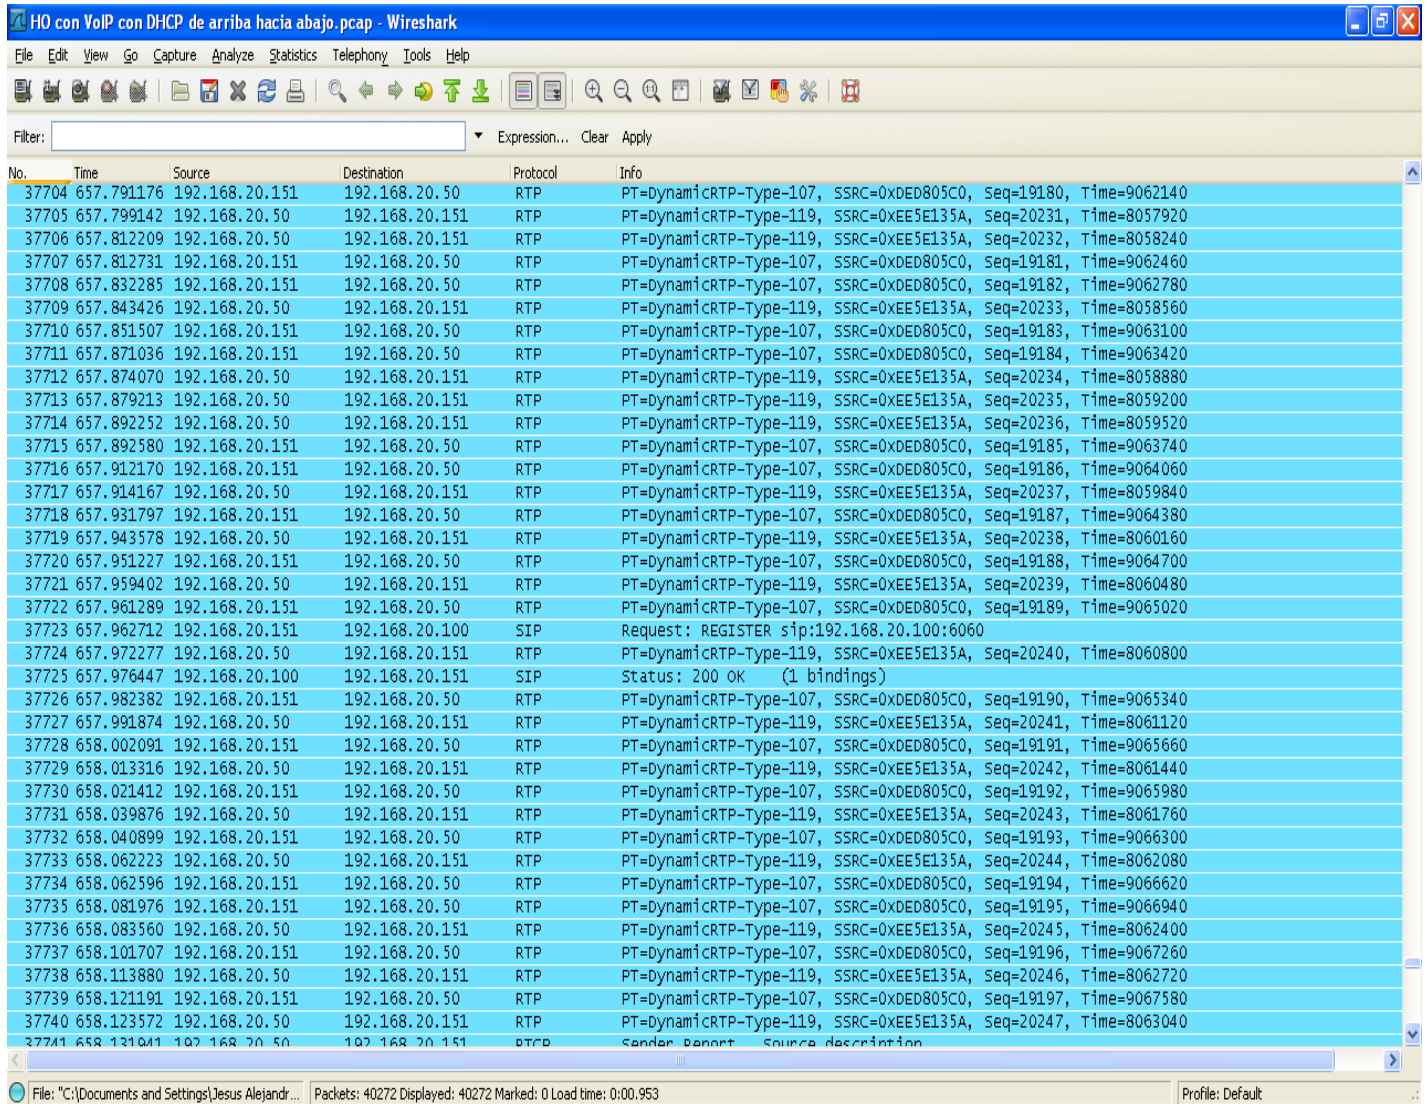 HO con VoIP con DHCP de arriba hacia abajo.pcap - Wireshark
File Edit View Go Capture Analyze Statistics Telephony Tools Help
Filter: Expression... Clear Apply
No. Time Source Destination Protocol Info
37704 657.791176 192.168.20.151 192.168.20.50 RTP PT=DynamicRTP-Type-107, SSRC=0xDED805C0, Seq=19180, Time=9062140
37705 657.799142 192.168.20.50 192.168.20.151 RTP PT=DynamicRTP-Type-119, SSRC=0xEE5E135A, Seq=20231, Time=8057920
37706 657.812209 192.168.20.50 192.168.20.151 RTP PT=DynamicRTP-Type-119, SSRC=0xEE5E135A, Seq=20232, Time=8058240
37707 657.812731 192.168.20.151 192.168.20.50 RTP PT=DynamicRTP-Type-107, SSRC=0xDED805C0, Seq=19181, Time=9062460
37708 657.832285 192.168.20.151 192.168.20.50 RTP PT=DynamicRTP-Type-107, SSRC=0xDED805C0, Seq=19182, Time=9062780
37709 657.843426 192.168.20.50 192.168.20.151 RTP PT=DynamicRTP-Type-119, SSRC=0xEE5E135A, Seq=20233, Time=8058560
37710 657.851507 192.168.20.151 192.168.20.50 RTP PT=DynamicRTP-Type-107, SSRC=0xDED805C0, Seq=19183, Time=9063100
37711 657.871036 192.168.20.151 192.168.20.50 RTP PT=DynamicRTP-Type-107, SSRC=0xDED805C0, Seq=19184, Time=9063420
37712 657.874070 192.168.20.50 192.168.20.151 RTP PT=DynamicRTP-Type-119, SSRC=0xEE5E135A, Seq=20234, Time=8058880
37713 657.879213 192.168.20.50 192.168.20.151 RTP PT=DynamicRTP-Type-119, SSRC=0xEE5E135A, Seq=20235, Time=8059200
37714 657.892252 192.168.20.50 192.168.20.151 RTP PT=DynamicRTP-Type-119, SSRC=0xEE5E135A, Seq=20236, Time=8059520
37715 657.892580 192.168.20.151 192.168.20.50 RTP PT=DynamicRTP-Type-107, SSRC=0xDED805C0, Seq=19185, Time=9063740
37716 657.912170 192.168.20.151 192.168.20.50 RTP PT=DynamicRTP-Type-107, SSRC=0xDED805C0, Seq=19186, Time=9064060
37717 657.914167 192.168.20.50 192.168.20.151 RTP PT=DynamicRTP-Type-119, SSRC=0xEE5E135A, Seq=20237, Time=8059840
37718 657.931797 192.168.20.151 192.168.20.50 RTP PT=DynamicRTP-Type-107, SSRC=0xDED805C0, Seq=19187, Time=9064380
37719 657.943578 192.168.20.50 192.168.20.151 RTP PT=DynamicRTP-Type-119, SSRC=0xEE5E135A, Seq=20238, Time=8060160
37720 657.951227 192.168.20.151 192.168.20.50 RTP PT=DynamicRTP-Type-107, SSRC=0xDED805C0, Seq=19188, Time=9064700
37721 657.959402 192.168.20.50 192.168.20.151 RTP PT=DynamicRTP-Type-119, SSRC=0xEE5E135A, Seq=20239, Time=8060480
37722 657.961289 192.168.20.151 192.168.20.50 RTP PT=DynamicRTP-Type-107, SSRC=0xDED805C0, Seq=19189, Time=9065020
37723 657.962712 192.168.20.151 192.168.20.100 SIP Request: REGISTER sip:192.168.20.100:6060
37724 657.972277 192.168.20.50 192.168.20.151 RTP PT=DynamicRTP-Type-119, SSRC=0xEE5E135A, Seq=20240, Time=8060800
37725 657.976447 192.168.20.100 192.168.20.151 SIP Status: 200 OK (1 bindings)
37726 657.982382 192.168.20.151 192.168.20.50 RTP PT=DynamicRTP-Type-107, SSRC=0xDED805C0, Seq=19190, Time=9065340
37727 657.991874 192.168.20.50 192.168.20.151 RTP PT=DynamicRTP-Type-119, SSRC=0xEE5E135A, Seq=20241, Time=8061120
37728 658.002091 192.168.20.151 192.168.20.50 RTP PT=DynamicRTP-Type-107, SSRC=0xDED805C0, Seq=19191, Time=9065660
37729 658.013316 192.168.20.50 192.168.20.151 RTP PT=DynamicRTP-Type-119, SSRC=0xEE5E135A, Seq=20242, Time=8061440
37730 658.021412 192.168.20.151 192.168.20.50 RTP PT=DynamicRTP-Type-107, SSRC=0xDED805C0, Seq=19192, Time=9065980
37731 658.039876 192.168.20.50 192.168.20.151 RTP PT=DynamicRTP-Type-119, SSRC=0xEE5E135A, Seq=20243, Time=8061760
37732 658.040899 192.168.20.151 192.168.20.50 RTP PT=DynamicRTP-Type-107, SSRC=0xDED805C0, Seq=19193, Time=9066300
37733 658.062223 192.168.20.50 192.168.20.151 RTP PT=DynamicRTP-Type-119, SSRC=0xEE5E135A, Seq=20244, Time=8062080
37734 658.062596 192.168.20.151 192.168.20.50 RTP PT=DynamicRTP-Type-107, SSRC=0xDED805C0, Seq=19194, Time=9066620
37735 658.081976 192.168.20.151 192.168.20.50 RTP PT=DynamicRTP-Type-107, SSRC=0xDED805C0, Seq=19195, Time=9066940
37736 658.083560 192.168.20.50 192.168.20.151 RTP PT=DynamicRTP-Type-119, SSRC=0xEE5E135A, Seq=20245, Time=8062400
37737 658.101707 192.168.20.151 192.168.20.50 RTP PT=DynamicRTP-Type-107, SSRC=0xDED805C0, Seq=19196, Time=9067260
37738 658.113880 192.168.20.50 192.168.20.151 RTP PT=DynamicRTP-Type-119, SSRC=0xEE5E135A, Seq=20246, Time=8062720
37739 658.121191 192.168.20.151 192.168.20.50 RTP PT=DynamicRTP-Type-107, SSRC=0xDED805C0, Seq=19197, Time=9067580
37740 658.123572 192.168.20.50 192.168.20.151 RTP PT=DynamicRTP-Type-119, SSRC=0xEE5E135A, Seq=20247, Time=8063040
37741 658.131941 192.168.20.50 192.168.20.151 RTCP Sender Report Source description
File: "C:\Documents and Settings\Jesus Alejandr... Packets: 40272 Displayed: 40272 Marked: 0 Load time: 0:00.953 Profile: Default